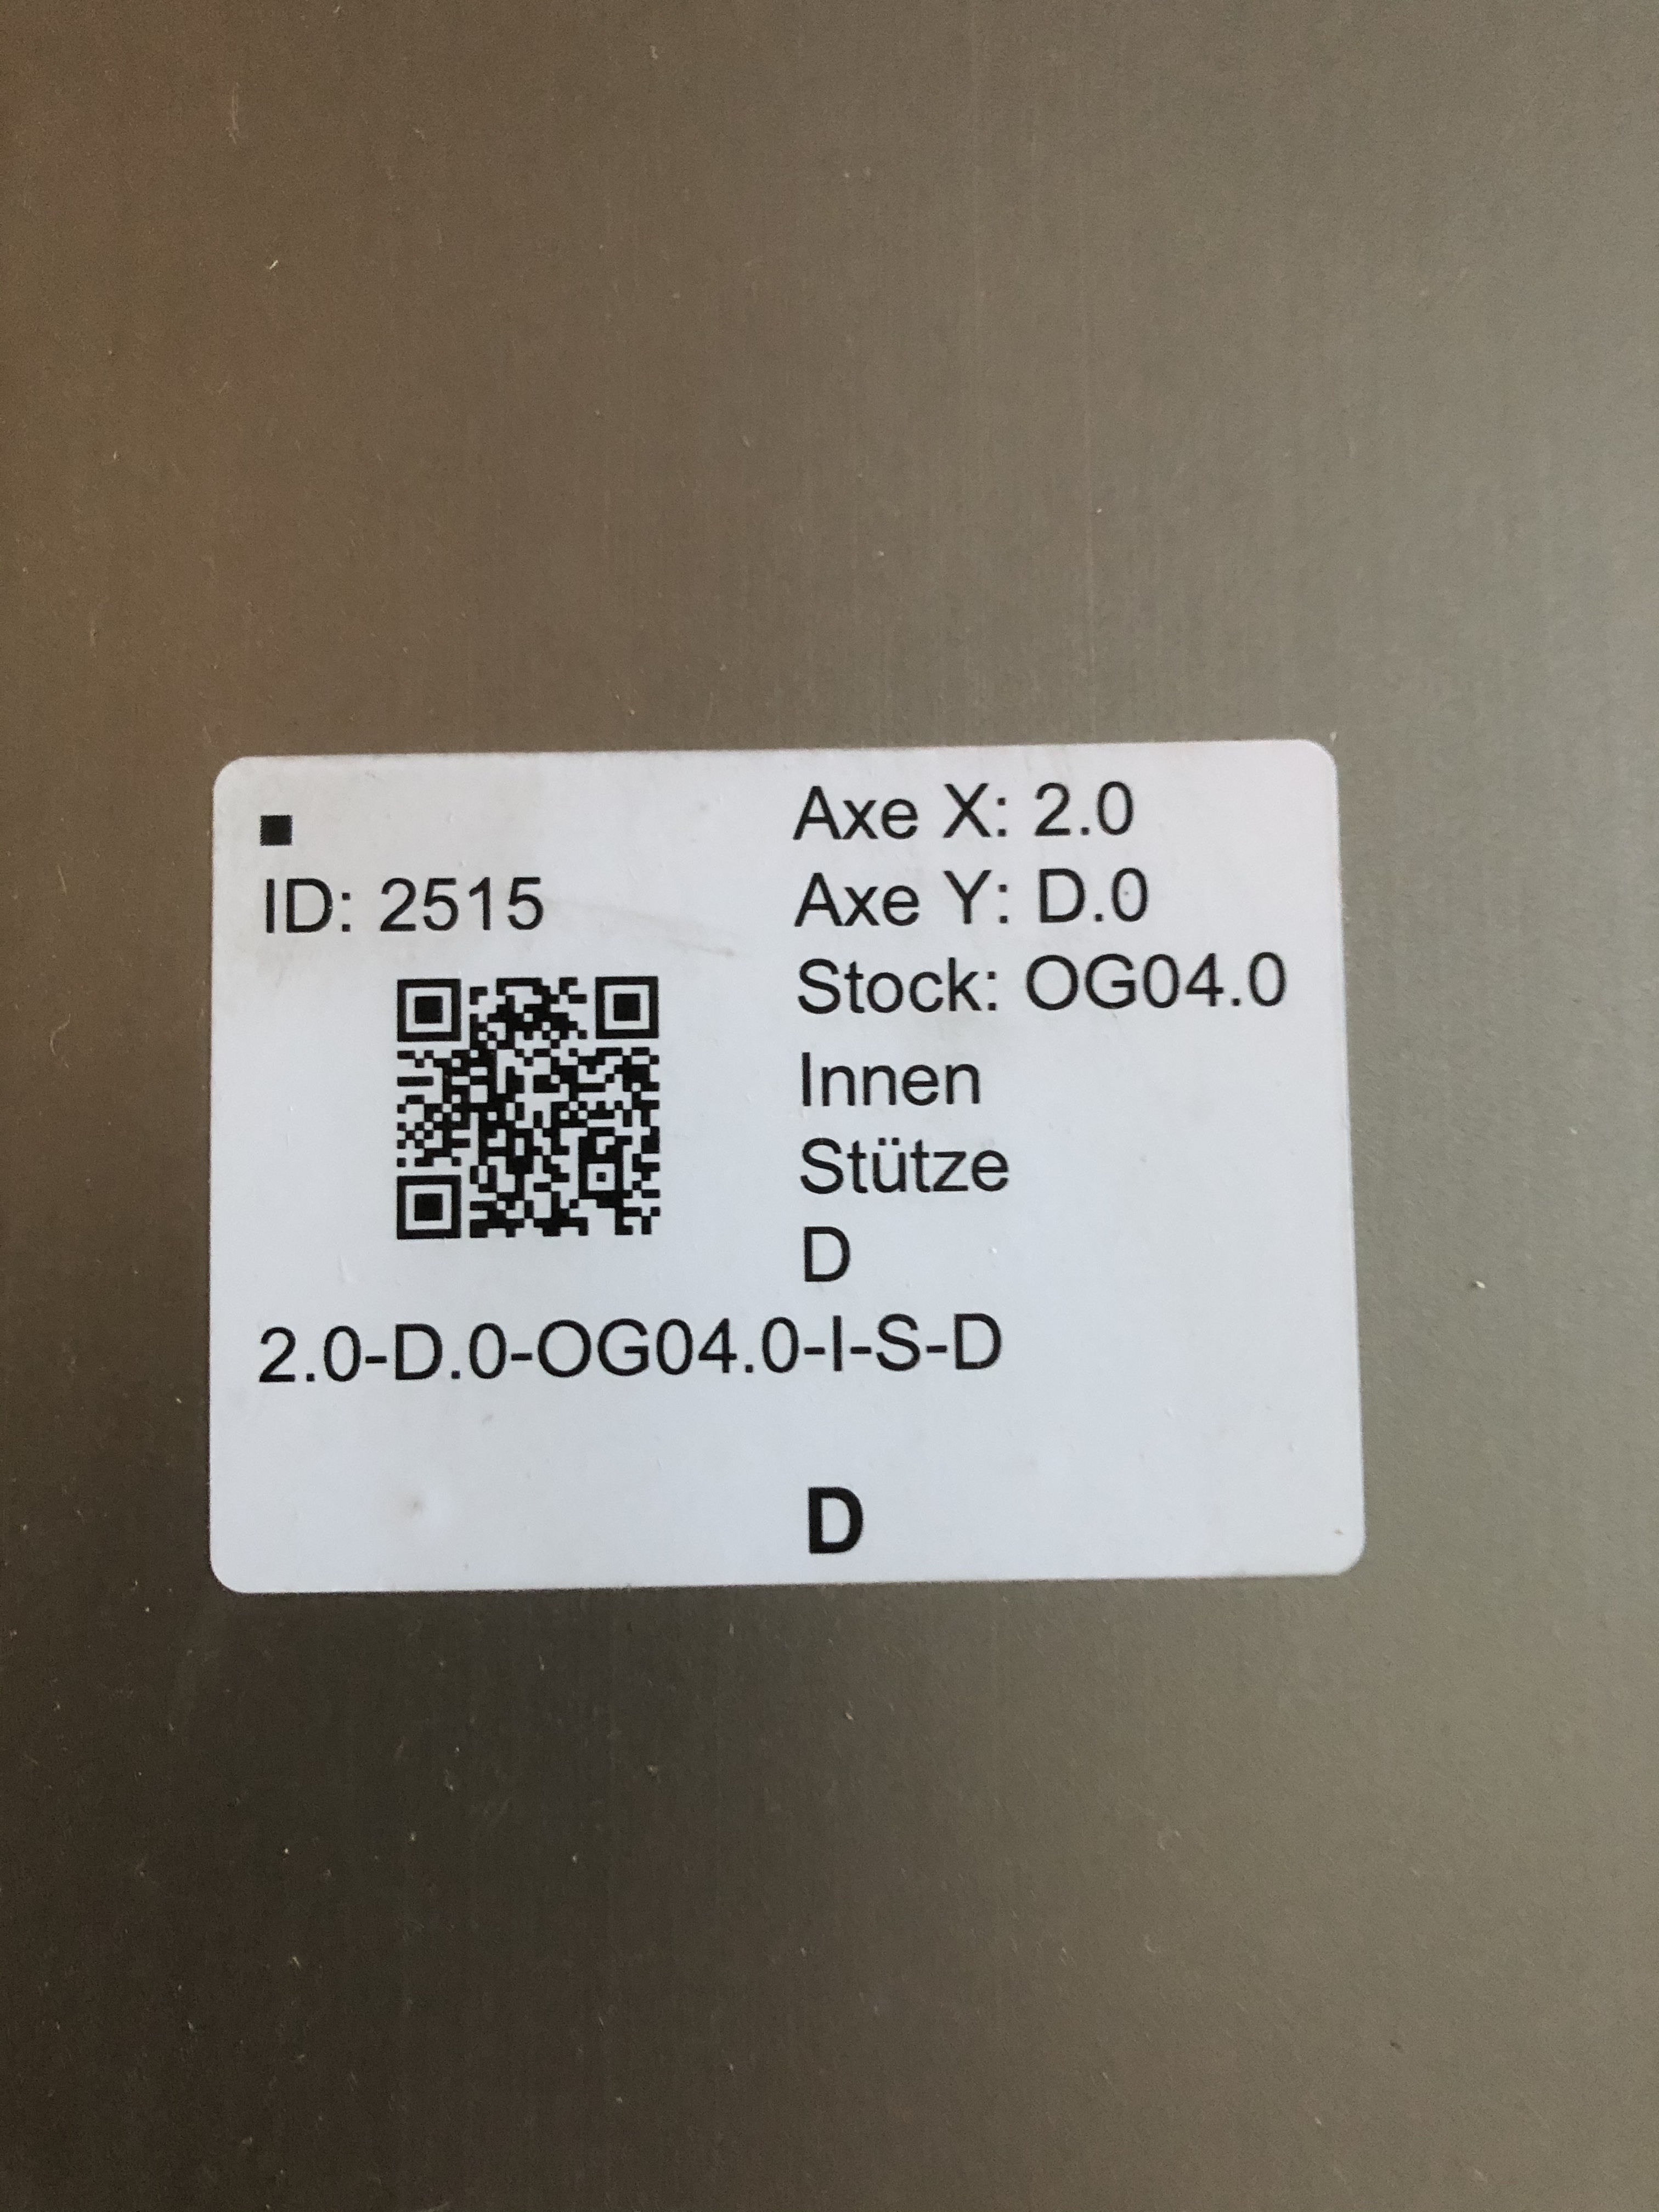 ID: 2515
Axe X: 2.0
Axe Y: D.0
Stock: OG04.0
Innen
Stütze
D
2.0-D.0-OG04.0-I-S-D
D